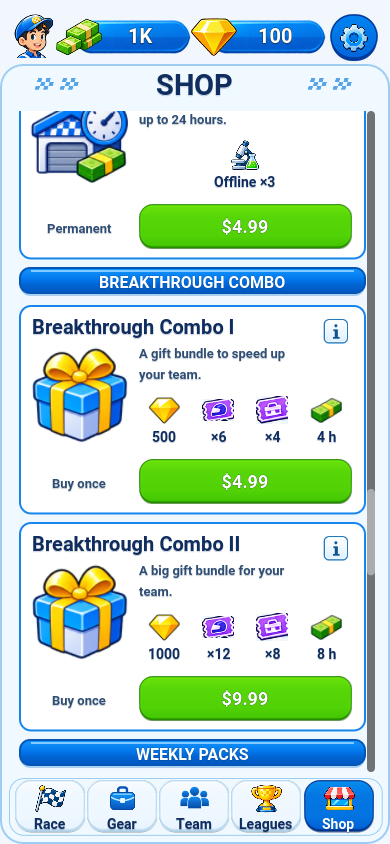 1K
100
SHOP
up to 24 hours.
Offline ×3
Permanent
$4.99
BREAKTHROUGH COMBO
Breakthrough Combo I
i
A gift bundle to speed up
your team.
500
×6
×4
4 h
Buy once
$4.99
Breakthrough Combo II
i
A big gift bundle for your
team.
1000
×12
×8
8 h
Buy once
$9.99
WEEKLY PACKS
Race
Gear
Team
Leagues
Shop